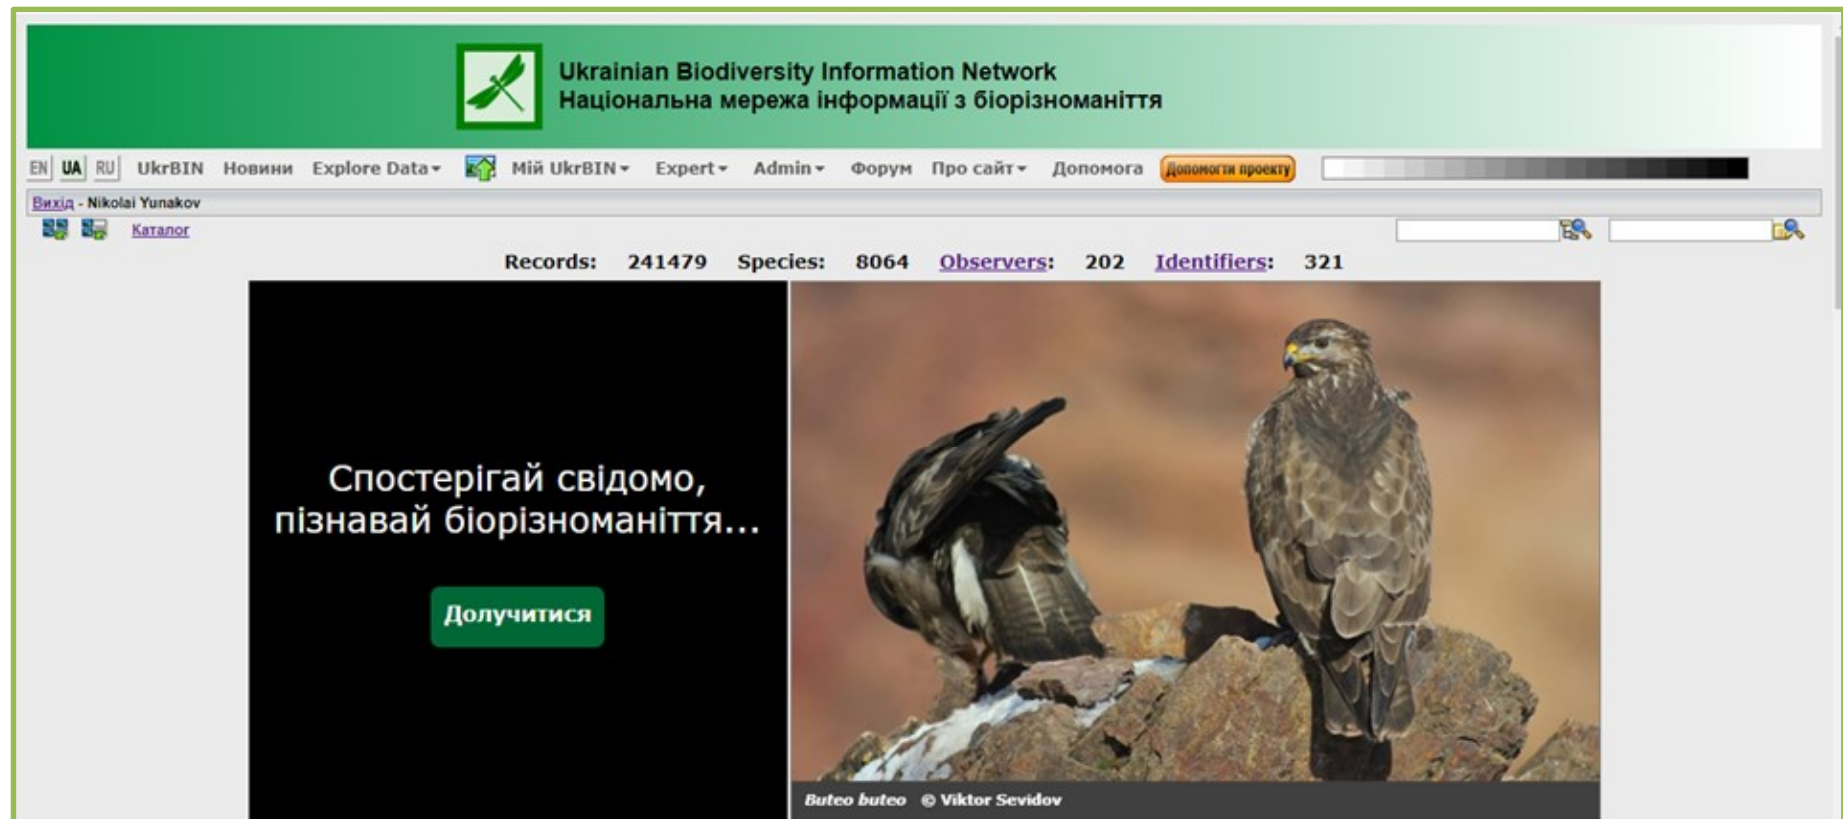 Ukrainian Biodiversity Information Network
Національна мережа інформації з біорізноманіття
EN UA RU UkrBIN Новини Explore Data Мій UkrBIN Expert Admin Форум Про сайт Допомога Допомогти проекту
Вихід - Nikolai Yunakov
Каталог
Records: 241479 Species: 8064 Observers: 202 Identifiers: 321
Спостерігай свідомо,
пізнавай біорізноманіття...
Долучитися
Buteo buteo © Viktor Sevidov